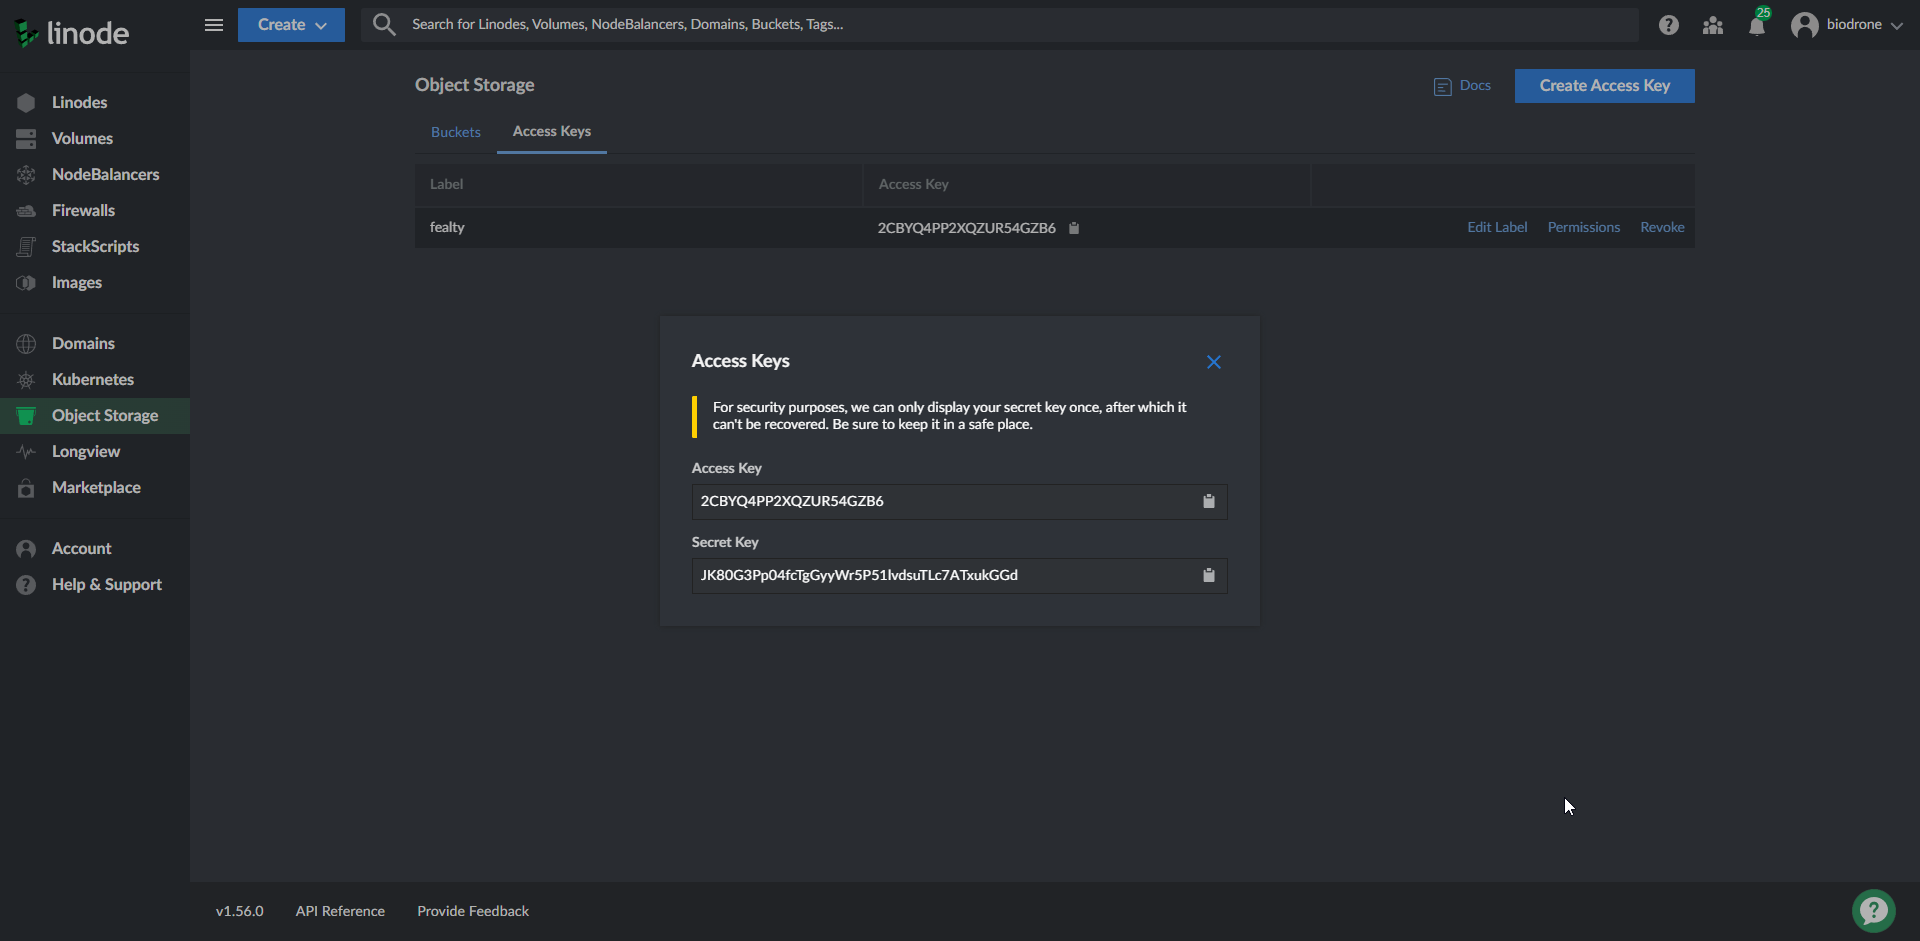 linode
Create
Search for Linodes, Volumes, NodeBalancers, Domains, Buckets, Tags...
25
biodrone
Linodes
Volumes
NodeBalancers
Firewalls
StackScripts
Images
Domains
Kubernetes
Object Storage
Longview
Marketplace
Account
Help & Support
Object Storage
Docs
Create Access Key
Buckets
Access Keys
Label
Access Key
fealty
2CBYQ4PP2XQZUR54GZB6
Edit Label
Permissions
Revoke
Access Keys
For security purposes, we can only display your secret key once, after which it
can't be recovered. Be sure to keep it in a safe place.
Access Key
2CBYQ4PP2XQZUR54GZB6
Secret Key
JK80G3Pp04fcTgGyyWr5P51lvdsuTLc7ATxukGGd
v1.56.0
API Reference
Provide Feedback